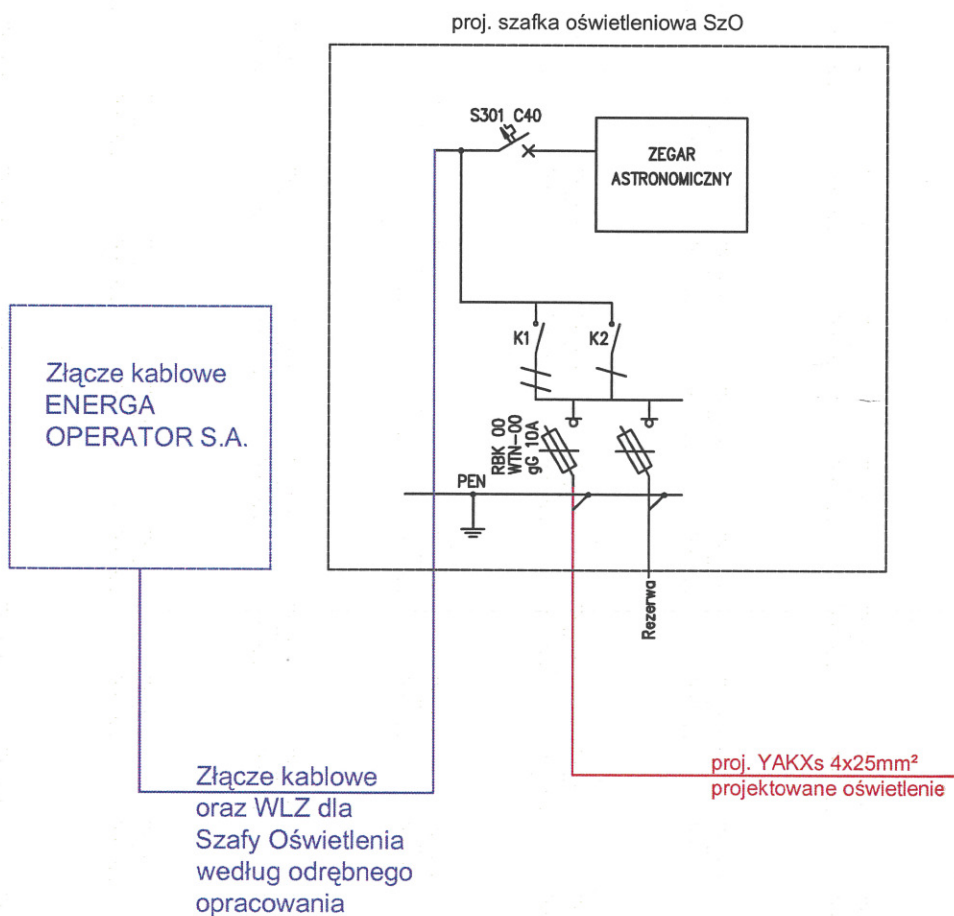 proj. szafka oświetleniowa SzO
S301 C40
ZEGAR
ASTRONOMICZNY
K1
K2
Złącze kablowe
ENERGA
OPERATOR S.A.
RBK 00
WTN-00
gG 10A
PEN
Rezerwa
proj. YAKXs 4x25mm²
projektowane oświetlenie
Złącze kablowe
oraz WLZ dla
Szafy Oświetlenia
według odrębnego
opracowania